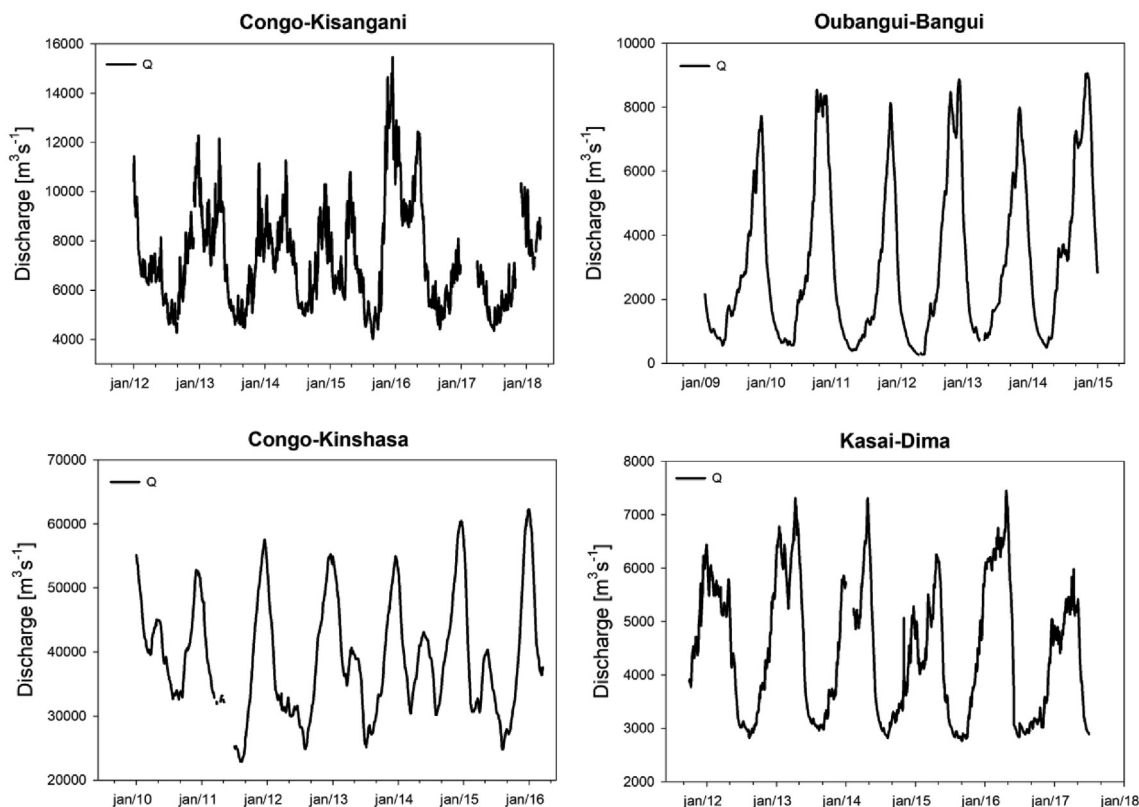 Congo-Kisangani
Q
Discharge [m³s⁻¹]
16000
14000
12000
10000
8000
6000
4000
jan/12 jan/13 jan/14 jan/15 jan/16 jan/17 jan/18
Oubangui-Bangui
Q
Discharge [m³s⁻¹]
10000
8000
6000
4000
2000
0
jan/09 jan/10 jan/11 jan/12 jan/13 jan/14 jan/15
Congo-Kinshasa
Q
Discharge [m³s⁻¹]
70000
60000
50000
40000
30000
20000
jan/10 jan/11 jan/12 jan/13 jan/14 jan/15 jan/16
Kasai-Dima
Q
Discharge [m³s⁻¹]
8000
7000
6000
5000
4000
3000
2000
jan/12 jan/13 jan/14 jan/15 jan/16 jan/17 jan/18